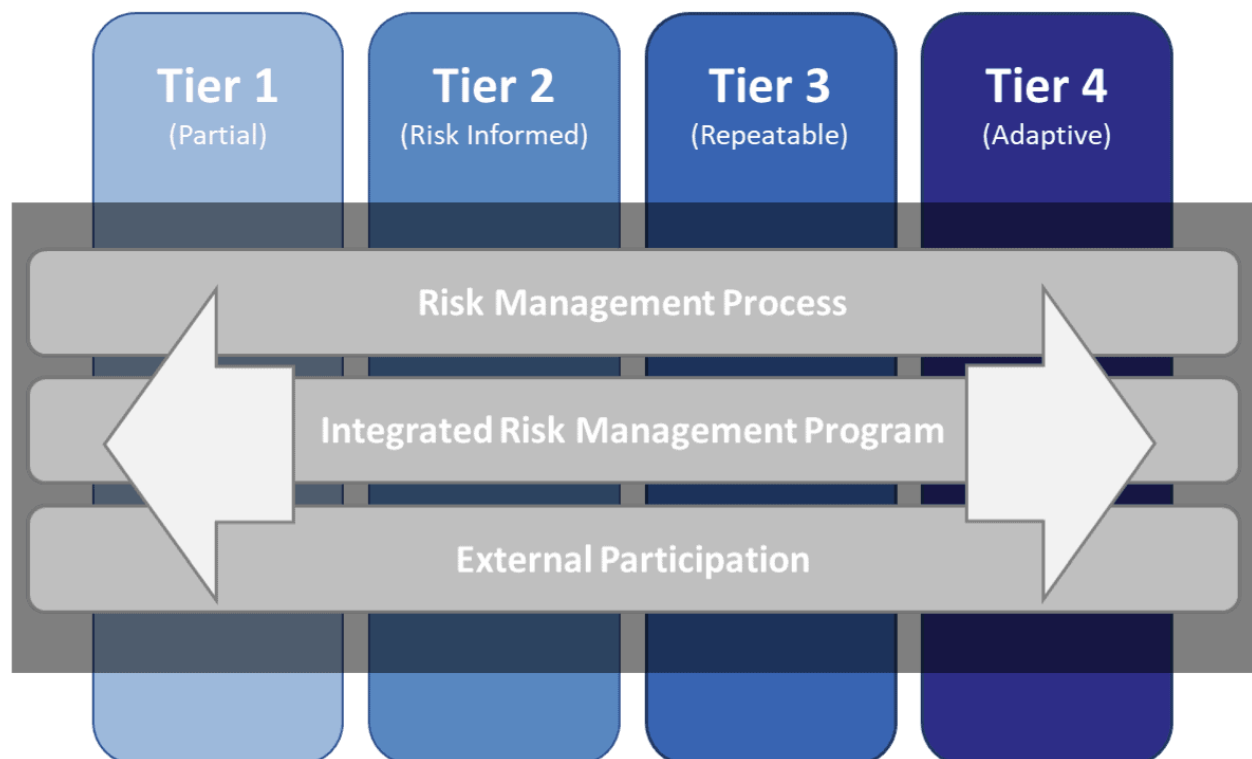 Tier 1
(Partial)
Tier 2
(Risk Informed)
Tier 3
(Repeatable)
Tier 4
(Adaptive)
Risk Management Process
Integrated Risk Management Program
External Participation